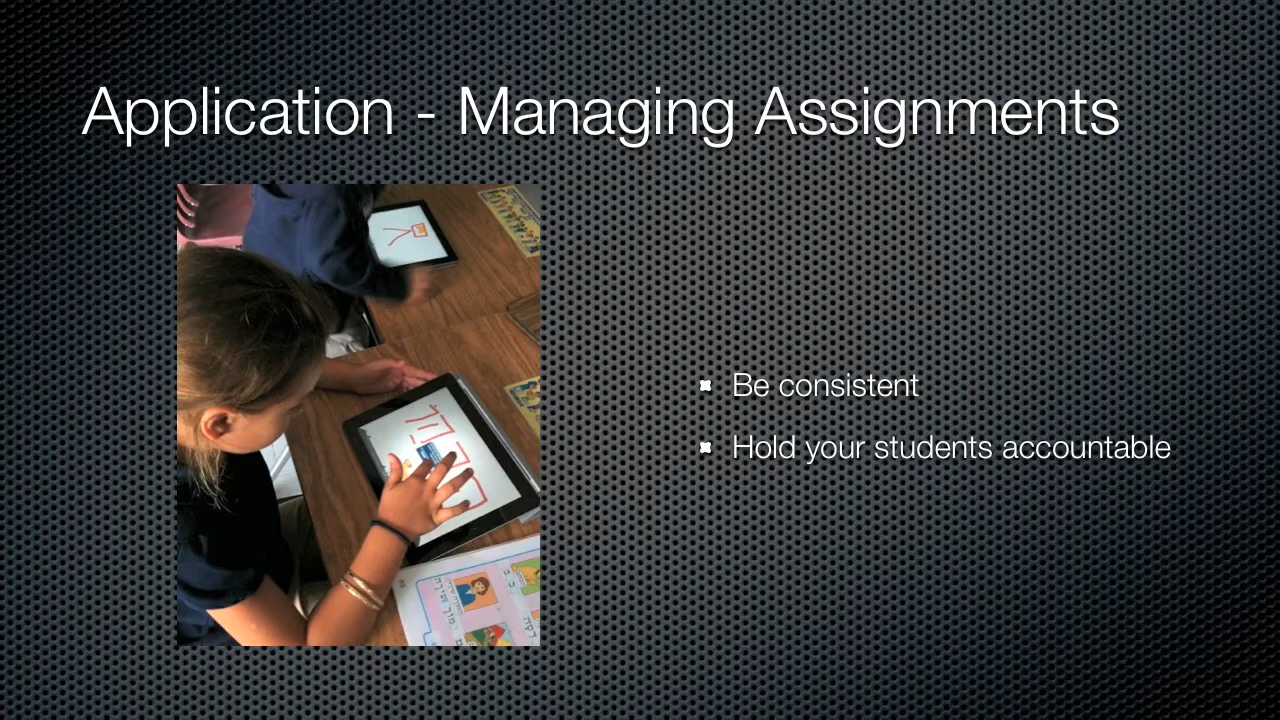 Application - Managing Assignments
Be consistent
Hold your students accountable